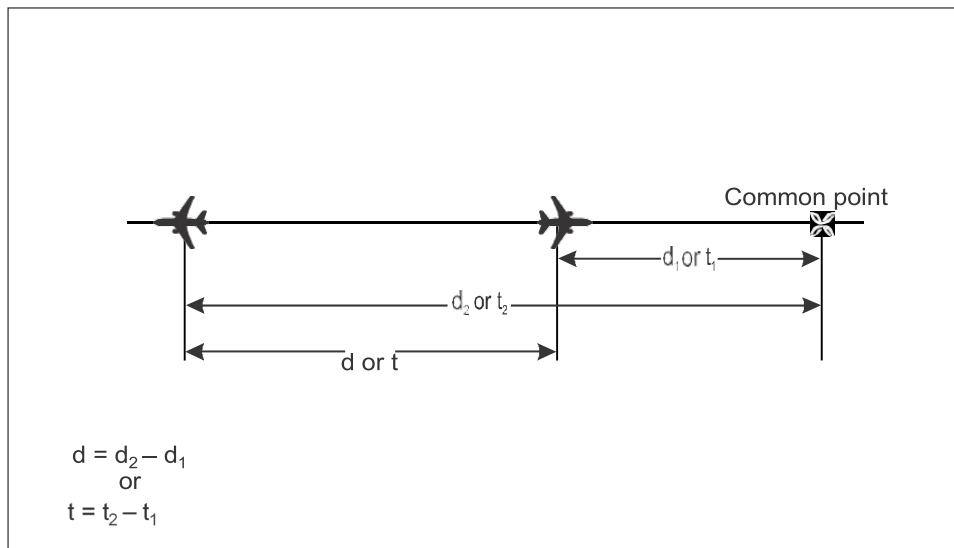 Common point
d₁ or t₁
d₂ or t₂
d or t
d = d₂ – d₁
or
t = t₂ – t₁